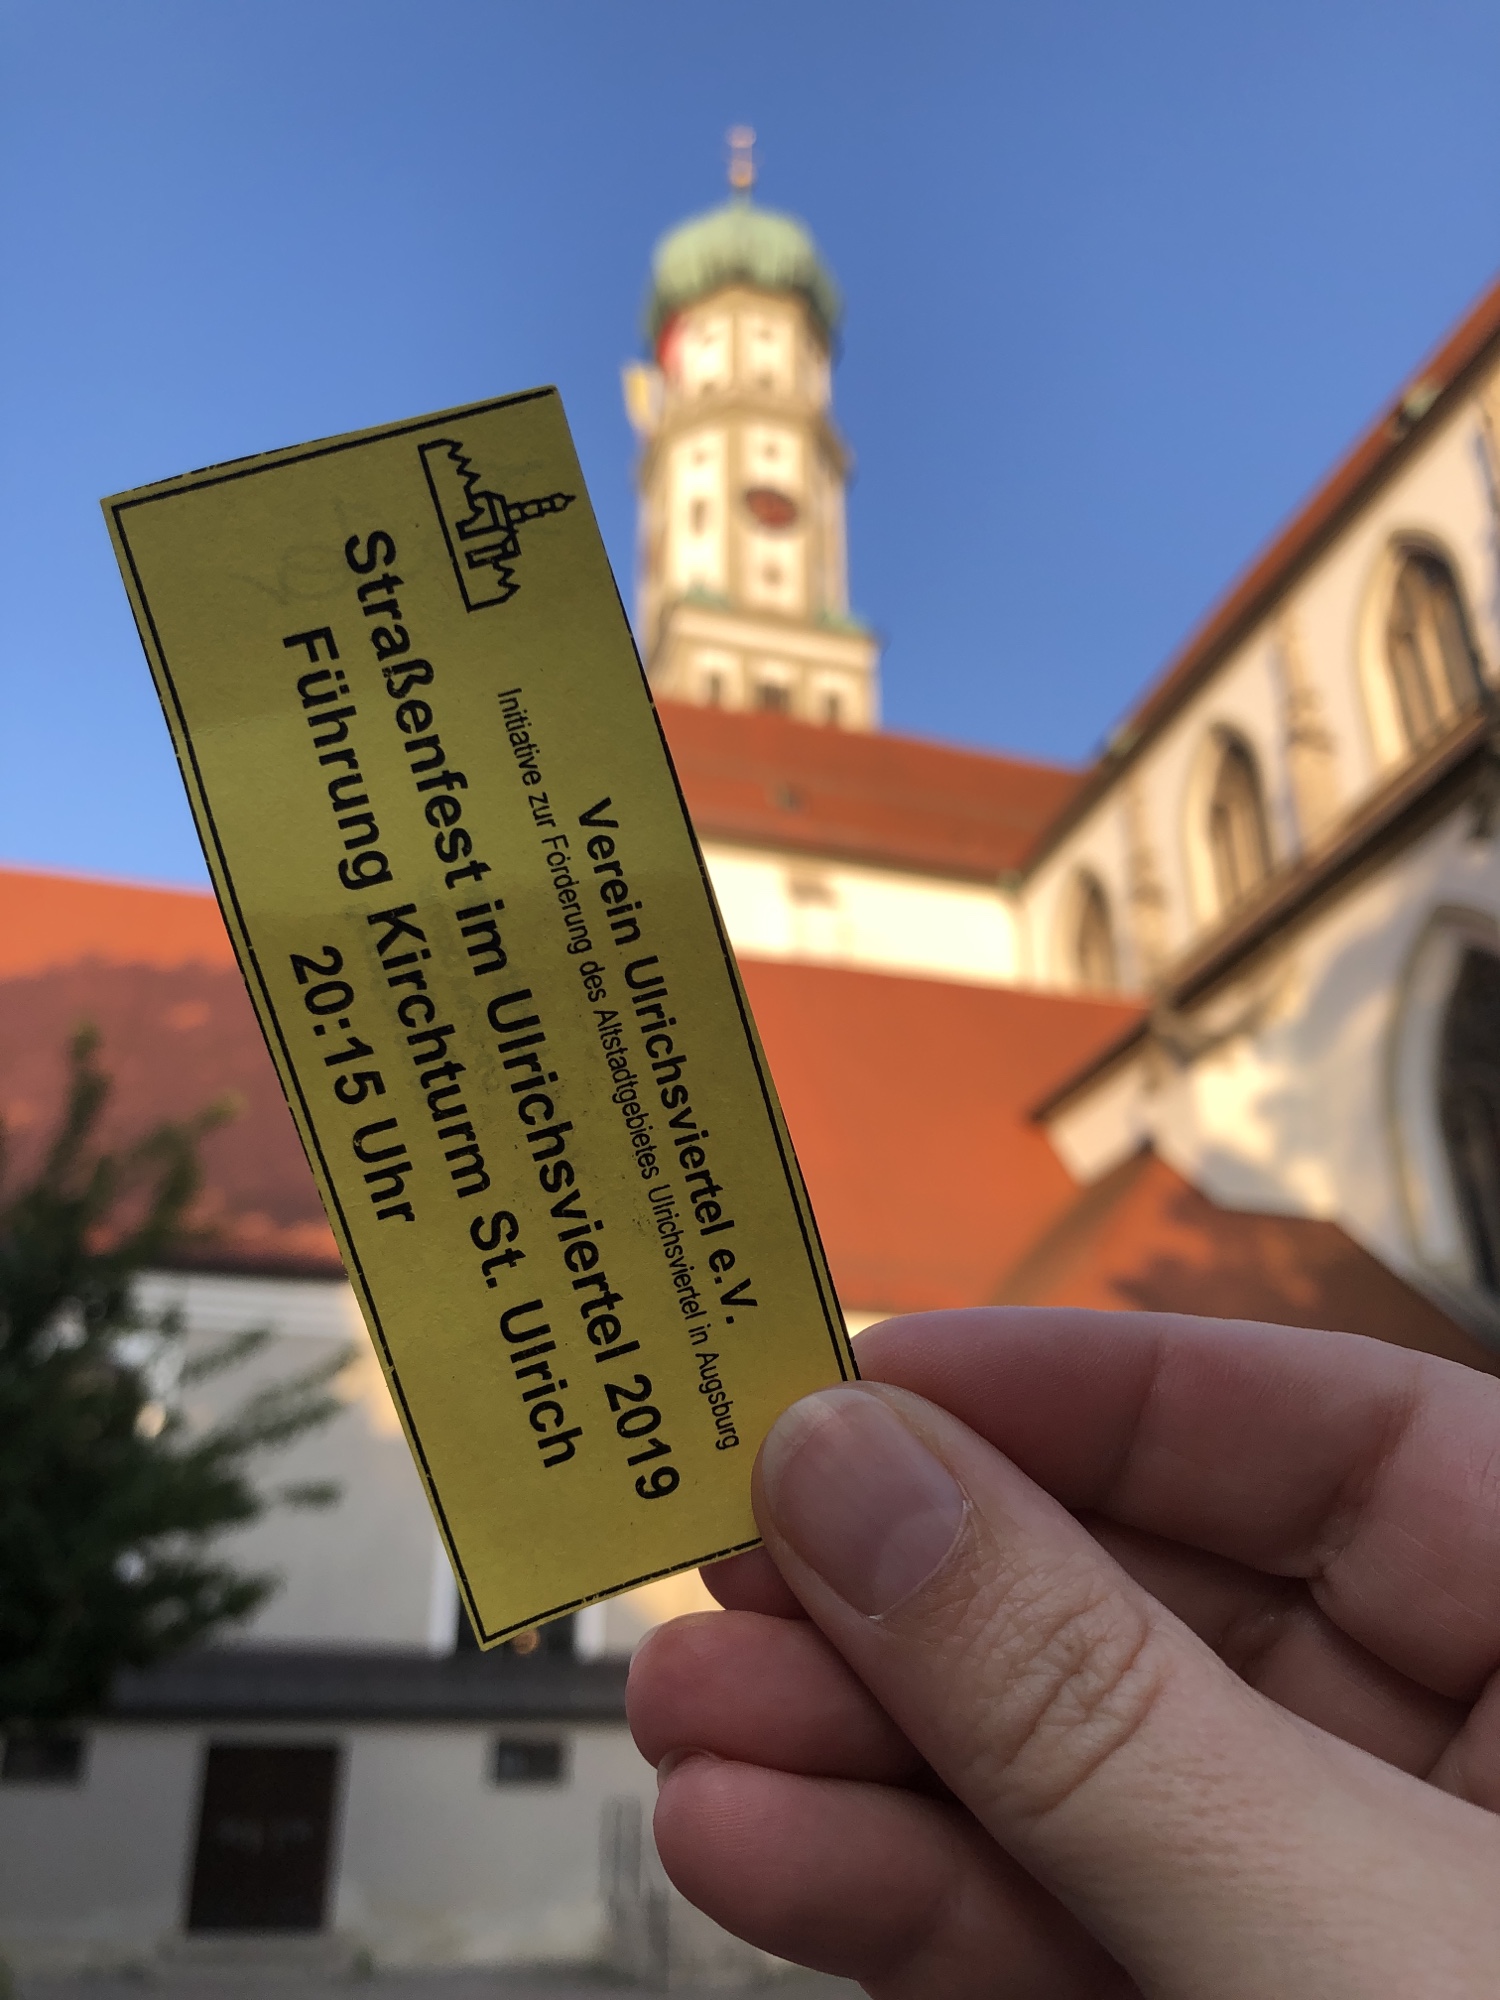 Verein Ulrichsviertel e.V.
Initiative zur Förderung des Altstadtgebietes Ulrichsviertel in Augsburg
Straßenfest im Ulrichsviertel 2019
Führung Kirchturm St. Ulrich
20:15 Uhr